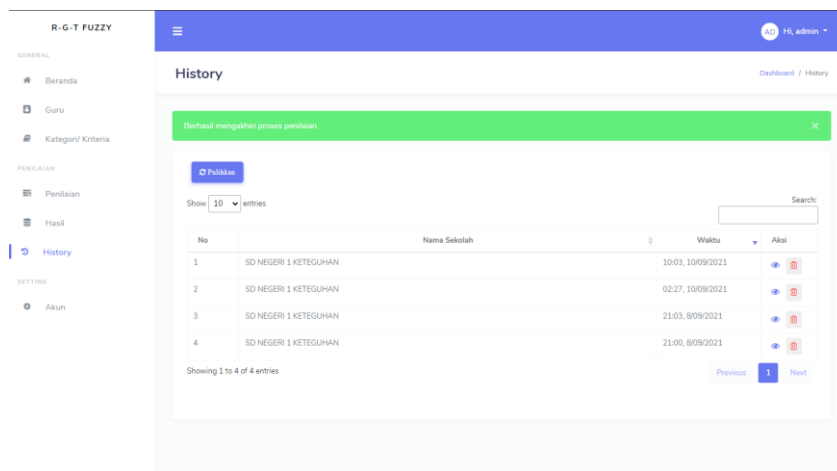 R-G-T FUZZY
GENERAL
Beranda
Guru
Kategori/ Kriteria
PENILAIAN
Penilaian
Hasil
History
SETTING
Akun
AD Hi, admin
History
Dashboard / History
Berhasil mengakhiri proses penilaian ×
Pulihkan
Show 10 entries
Search:
No Nama Sekolah Waktu Aksi
1 SD NEGERI 1 KETEGUHAN 10:03, 10/09/2021
2 SD NEGERI 1 KETEGUHAN 02:27, 10/09/2021
3 SD NEGERI 1 KETEGUHAN 21:03, 8/09/2021
4 SD NEGERI 1 KETEGUHAN 21:00, 8/09/2021
Showing 1 to 4 of 4 entries
Previous 1 Next